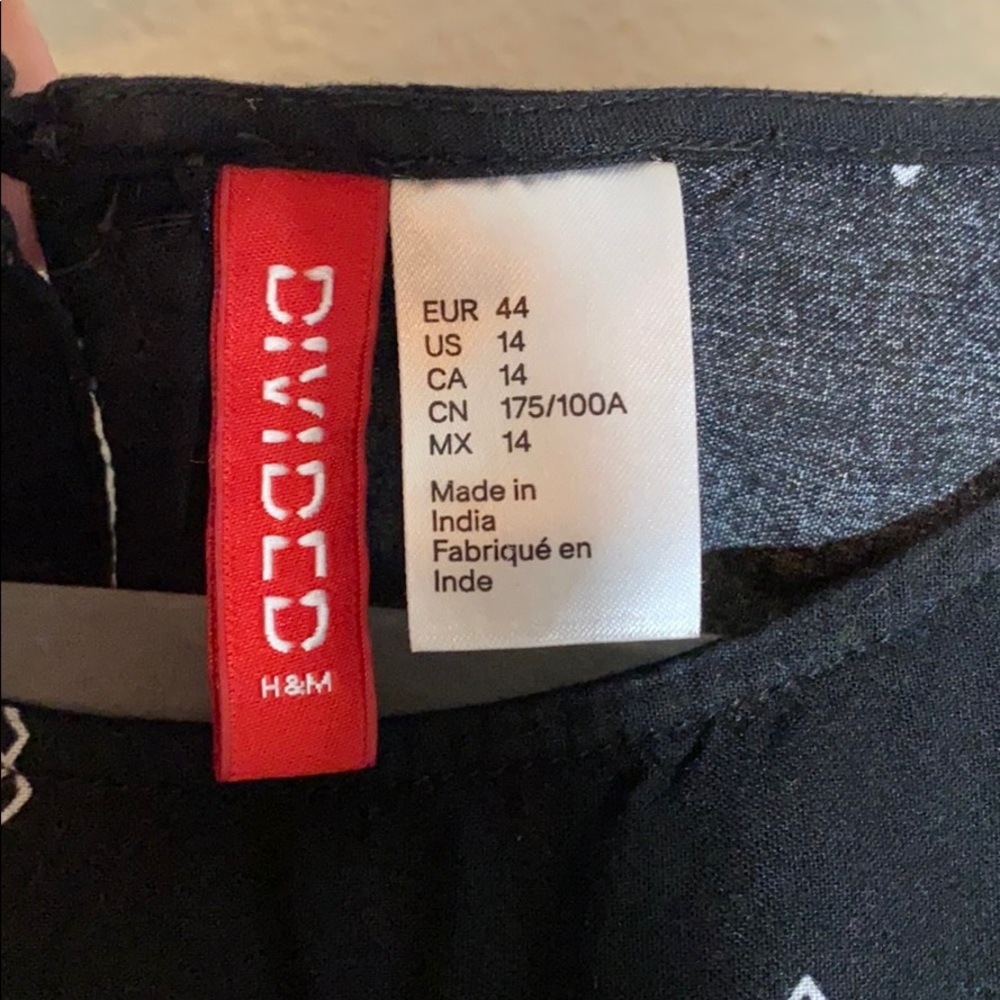 DIVIDED
H&M
EUR 44
US 14
CA 14
CN 175/100A
MX 14
Made in
India
Fabriqué en
Inde